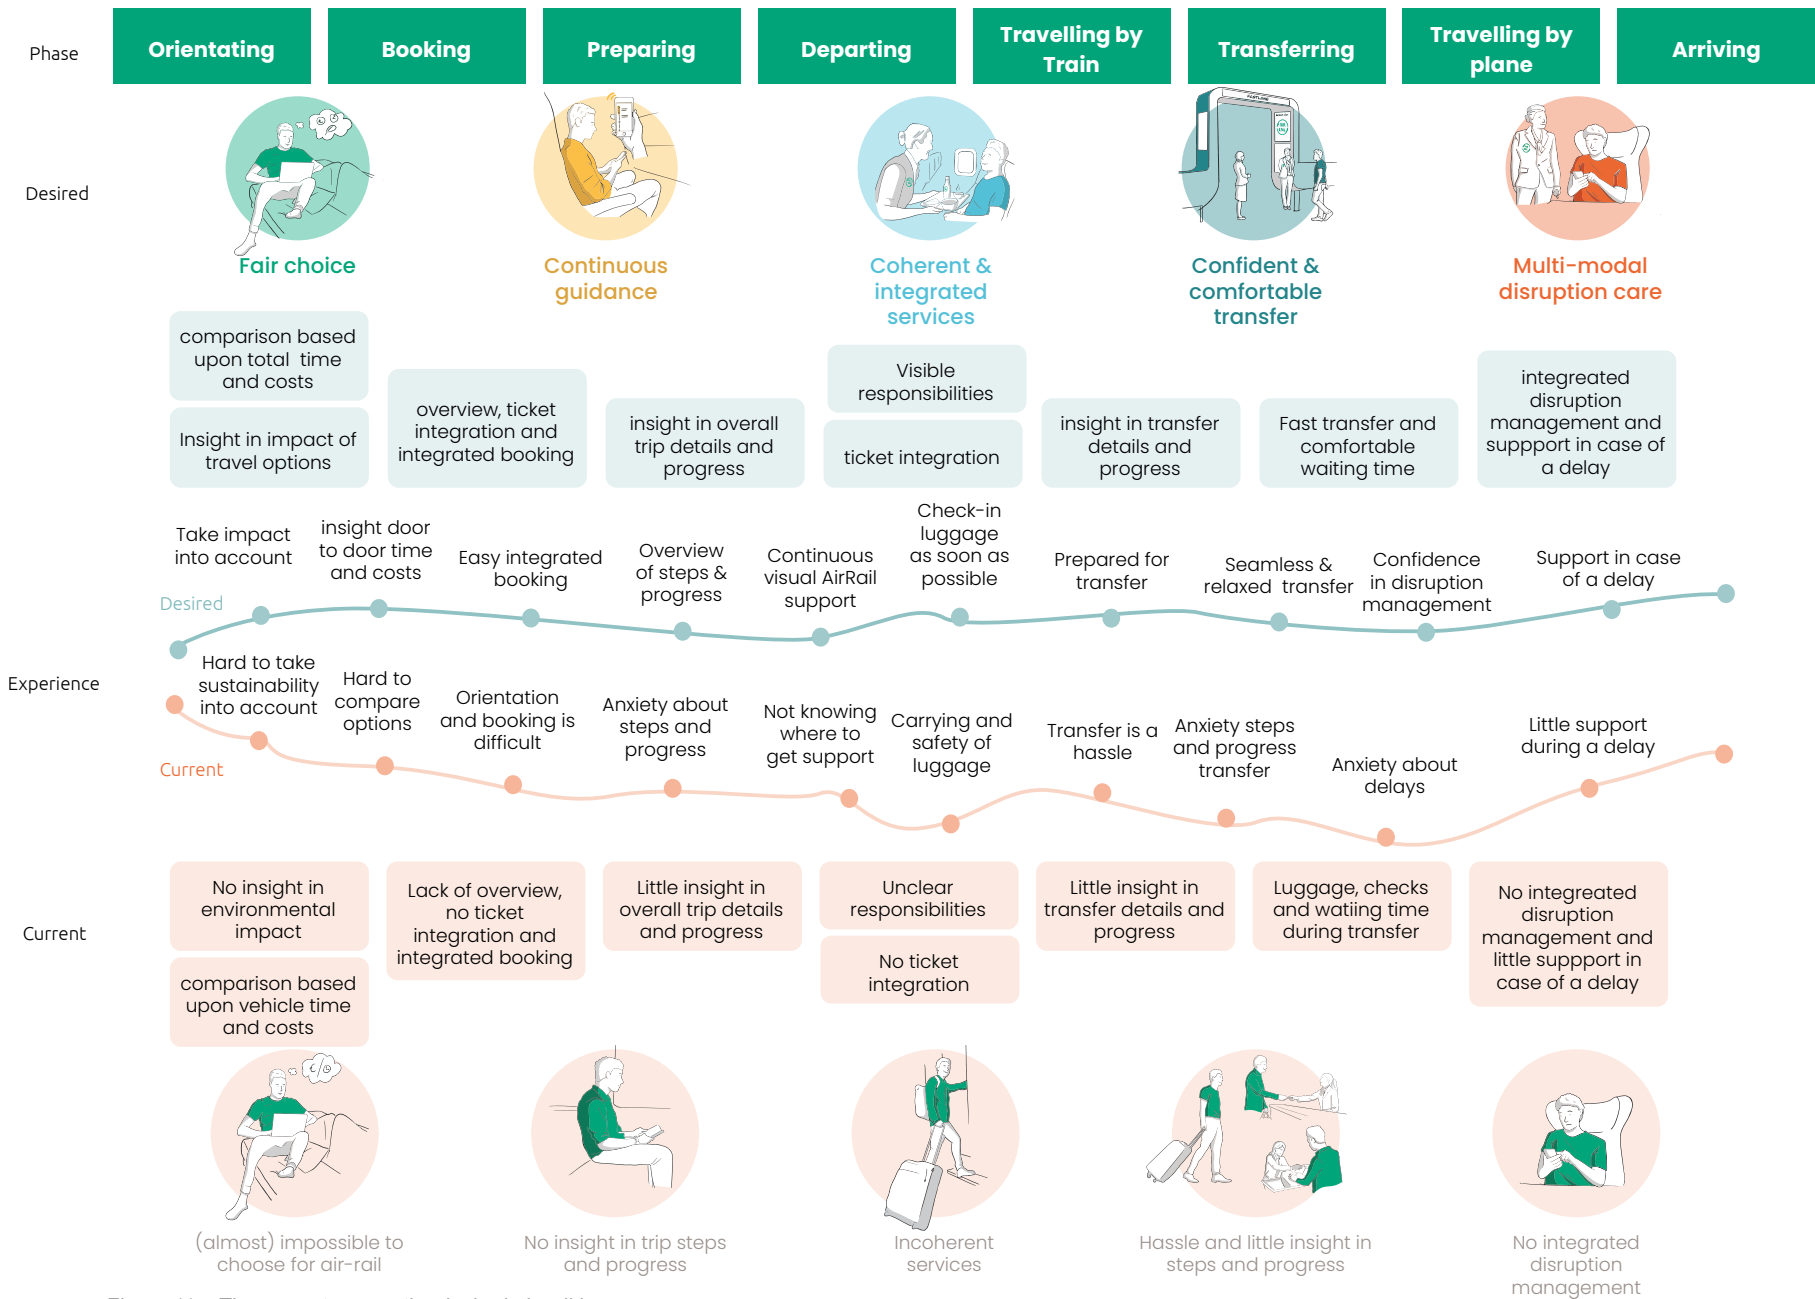 Phase
Orientating
Booking
Preparing
Departing
Travelling by
Train
Transferring
Travelling by
plane
Arriving
Desired
Fair choice
Continuous
guidance
Coherent &
integrated
services
Confident &
comfortable
transfer
Multi-modal
disruption care
comparison based
upon total time
and costs
Insight in impact of
travel options
overview, ticket
integration and
integrated booking
insight in overall
trip details and
progress
Visible
responsibilities
ticket integration
insight in transfer
details and
progress
Fast transfer and
comfortable
waiting time
integreated
disruption
management and
suppport in case of
a delay
Experience
Desired
Take impact
into account
insight door
to door time
and costs
Easy integrated
booking
Overview
of steps &
progress
Continuous
visual AirRail
support
Check-in
luggage
as soon as
possible
Prepared for
transfer
Seamless &
relaxed transfer
Confidence
in disruption
management
Support in case
of a delay
Current
Hard to take
sustainability
into account
Hard to
compare
options
Orientation
and booking is
difficult
Anxiety about
steps and
progress
Not knowing
where to
get support
Carrying and
safety of
luggage
Transfer is a
hassle
Anxiety steps
and progress
transfer
Anxiety about
delays
Little support
during a delay
Current
No insight in
environmental
impact
comparison based
upon vehicle time
and costs
Lack of overview,
no ticket
integration and
integrated booking
Little insight in
overall trip details
and progress
Unclear
responsibilities
No ticket
integration
Little insight in
transfer details and
progress
Luggage, checks
and watiing time
during transfer
No integreated
disruption
management and
little suppport in
case of a delay
€/
(almost) impossible to
choose for air-rail
No insight in trip steps
and progress
Incoherent
services
Hassle and little insight in
steps and progress
No integrated
disruption
management